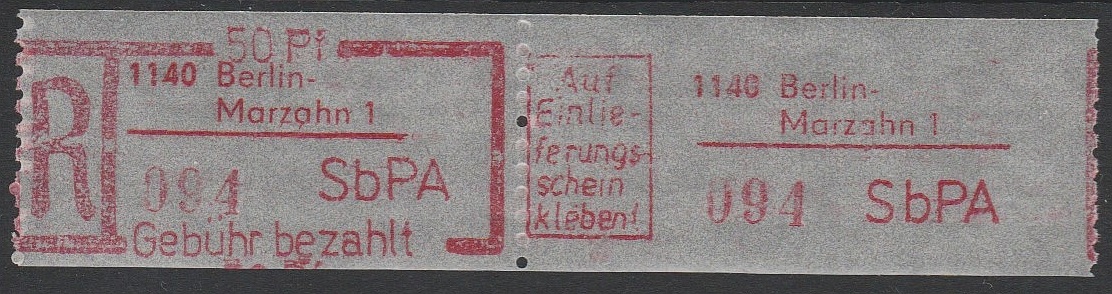 50 Pf
R
1140 Berlin-
Marzahn 1
094 SbPA
Gebühr bezahlt
Auf
Einlie-
ferungs-
schein
kleben!
1140 Berlin-
Marzahn 1
094 SbPA